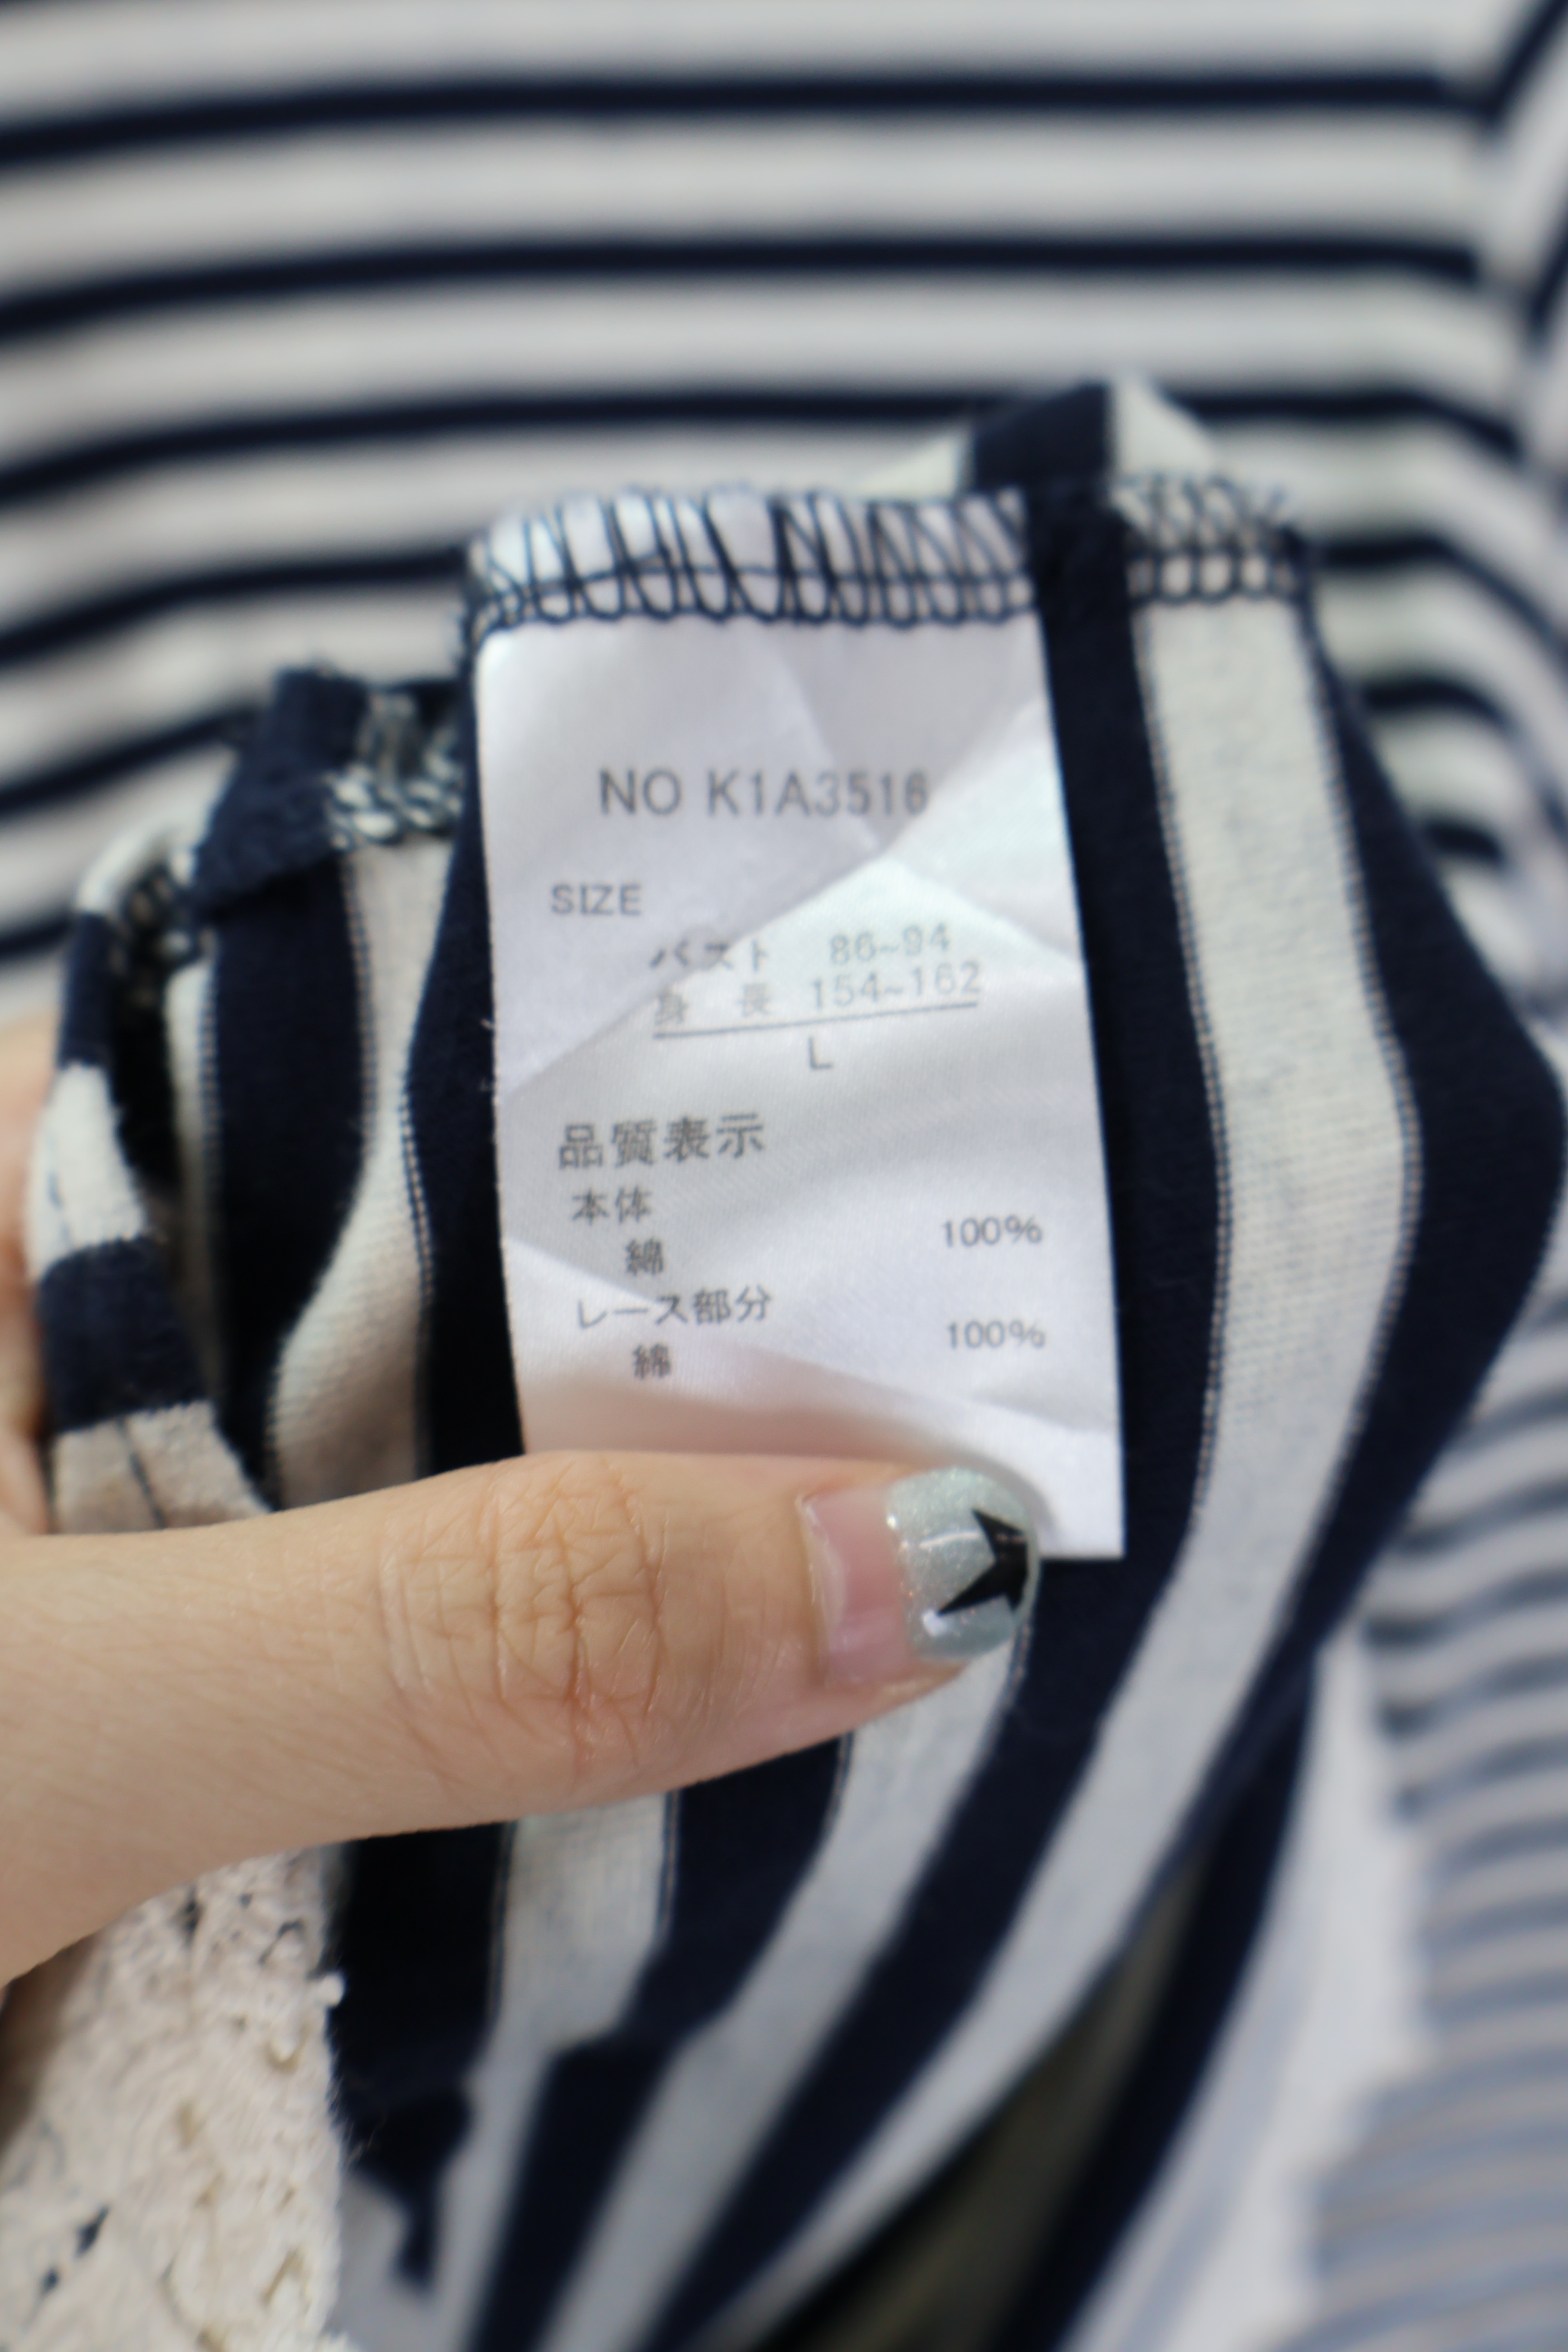 NO K1A3516
SIZE
バスト 86~94
身 長 154~162
L
品質表示
本体
綿 100%
レース部分
綿 100%